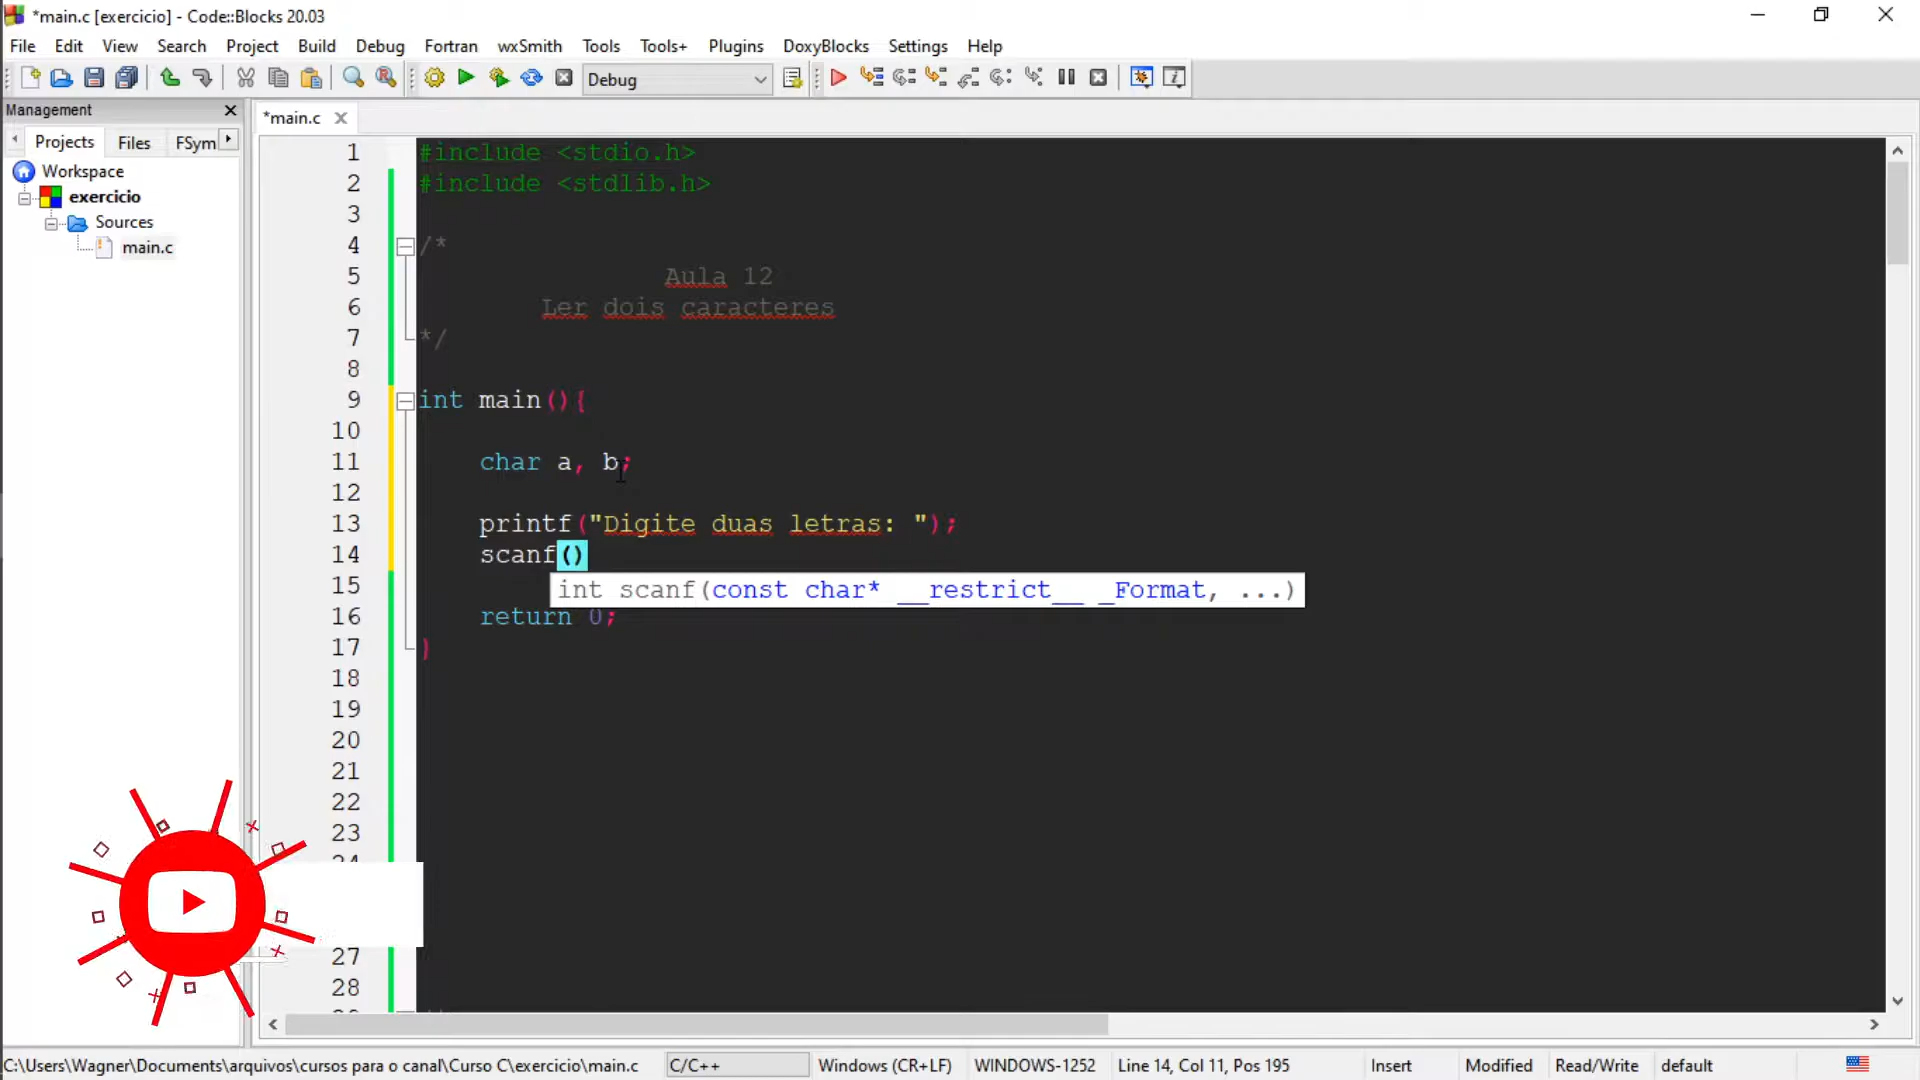 *main.c [exercicio] - Code::Blocks 20.03
File Edit View Search Project Build Debug Fortran wxSmith Tools Tools+ Plugins DoxyBlocks Settings Help
Debug
Management
*main.c
Projects Files FSym
Workspace
exercicio
Sources
main.c
1 #include <stdio.h>
2 #include <stdlib.h>
3
4 /*
5 Aula 12
6 Ler dois caracteres
7 */
8
9 int main(){
10
11 char a, b;
12
13 printf("Digite duas letras: ");
14 scanf()
int scanf(const char* __restrict__ _Format, ...)
15
16 return 0;
17 }
18
19
20
21
22
23
27
28
C:\Users\Wagner\Documents\arquivos\cursos para o canal\Curso C\exercicio\main.c C/C++ Windows (CR+LF) WINDOWS-1252 Line 14, Col 11, Pos 195 Insert Modified Read/Write default